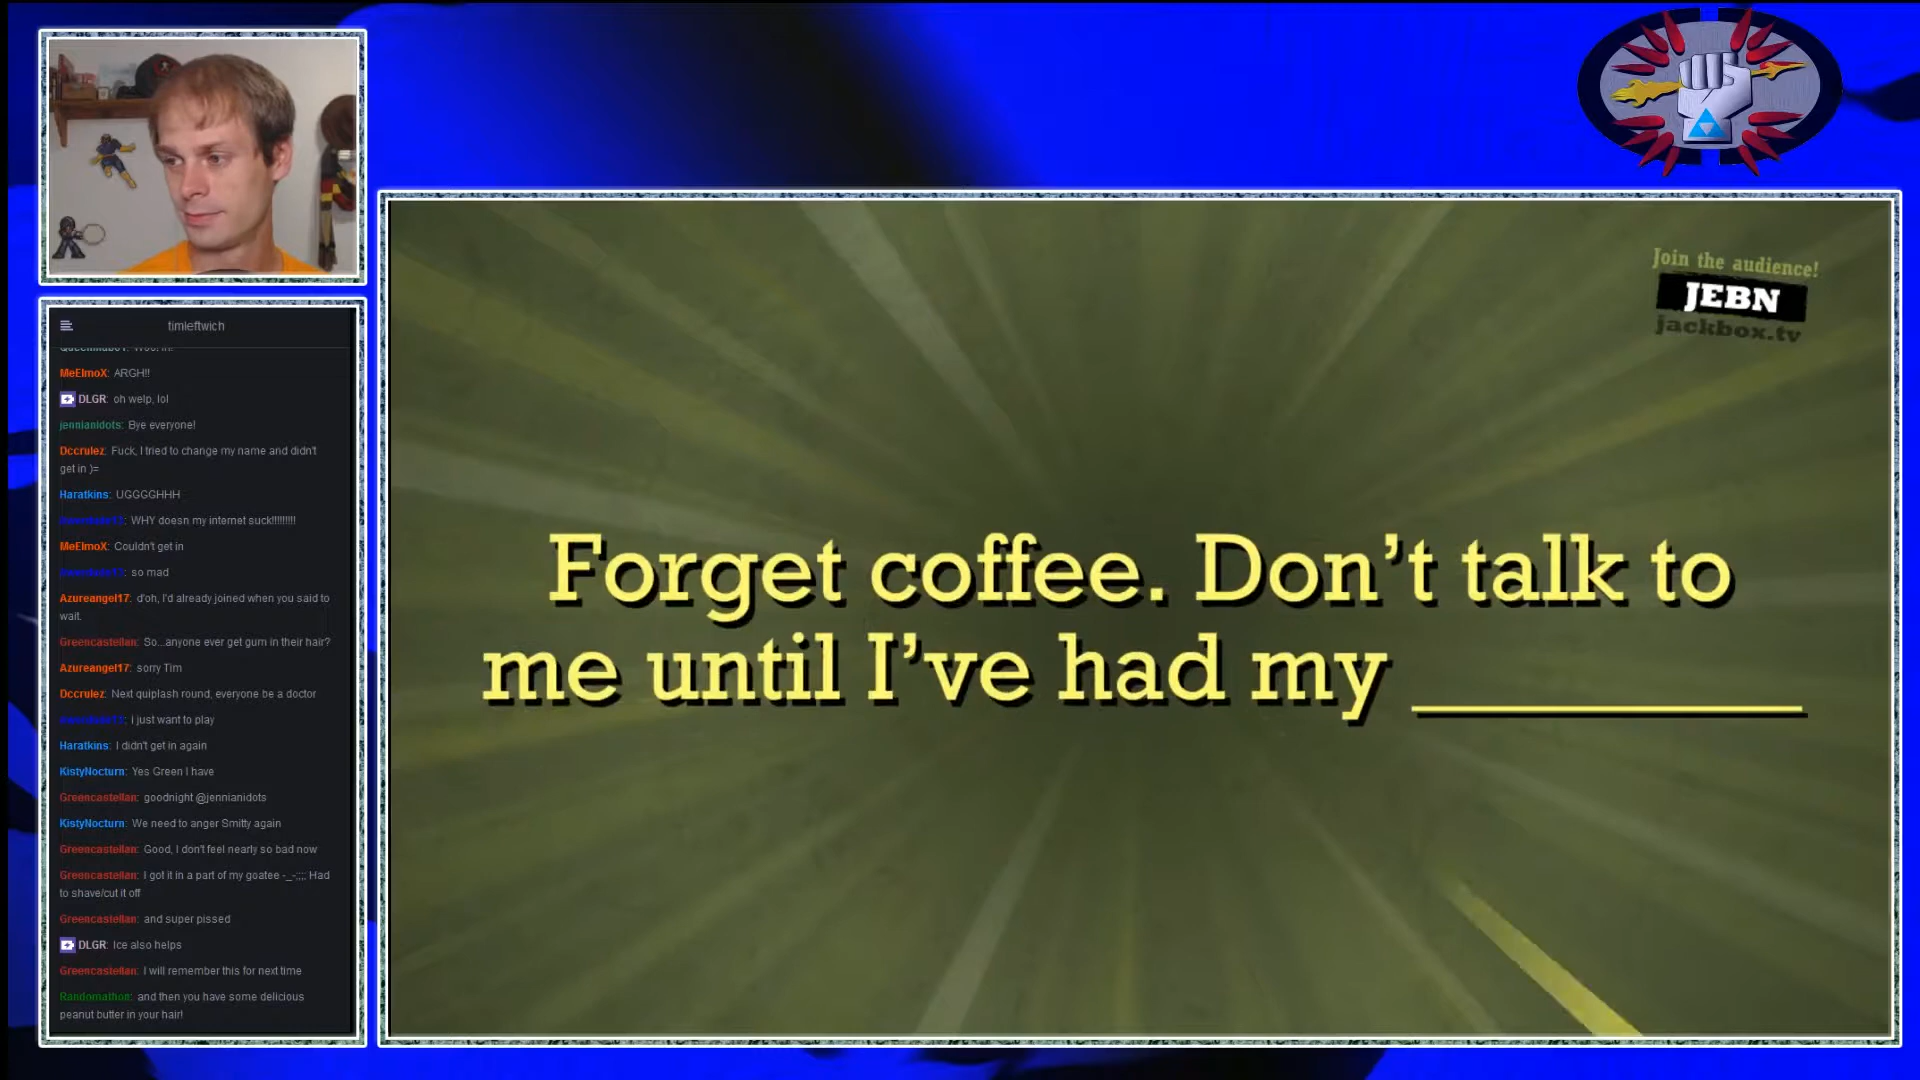 timleftwich
MeElmoX: ARGH!!
DLGR: oh welp, lol
jennianidots: Bye everyone!
Dccrulez: Fuck, I tried to change my name and didn't
get in )=
Haratkins: UGGGGHHH
: WHY doesn my internet suck!!!!!!!!!
MeElmoX: Couldn't get in
: so mad
Azureangel17: d'oh, I'd already joined when you said to
wait.
Greencastellan: So...anyone ever get gum in their hair?
Azureangel17: sorry Tim
Dccrulez: Next quiplash round, everyone be a doctor
: i just want to play
Haratkins: I didn't get in again
KistyNocturn: Yes Green I have
Greencastellan: goodnight @jennianidots
KistyNocturn: We need to anger Smitty again
Greencastellan: Good, I don't feel nearly so bad now
Greencastellan: I got it in a part of my goatee -_-;;;; Had
to shave/cut it off
Greencastellan: and super pissed
DLGR: Ice also helps
Greencastellan: I will remember this for next time
Randomathon: and then you have some delicious
peanut butter in your hair!
Join the audience!
JEBN
jackbox.tv
Forget coffee. Don't talk to
me until I've had my __________